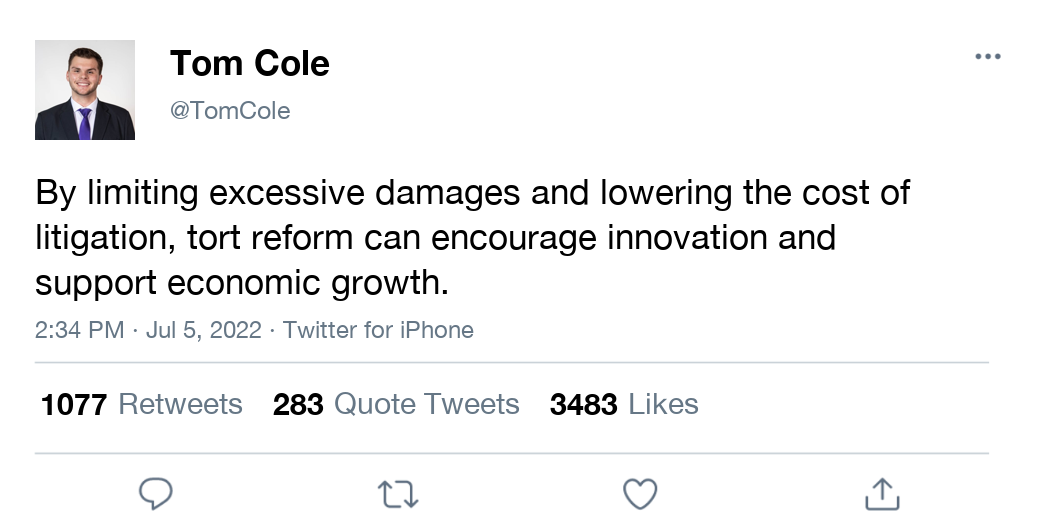 Tom Cole
@TomCole
By limiting excessive damages and lowering the cost of
litigation, tort reform can encourage innovation and
support economic growth.
2:34 PM · Jul 5, 2022 · Twitter for iPhone
1077 Retweets 283 Quote Tweets 3483 Likes